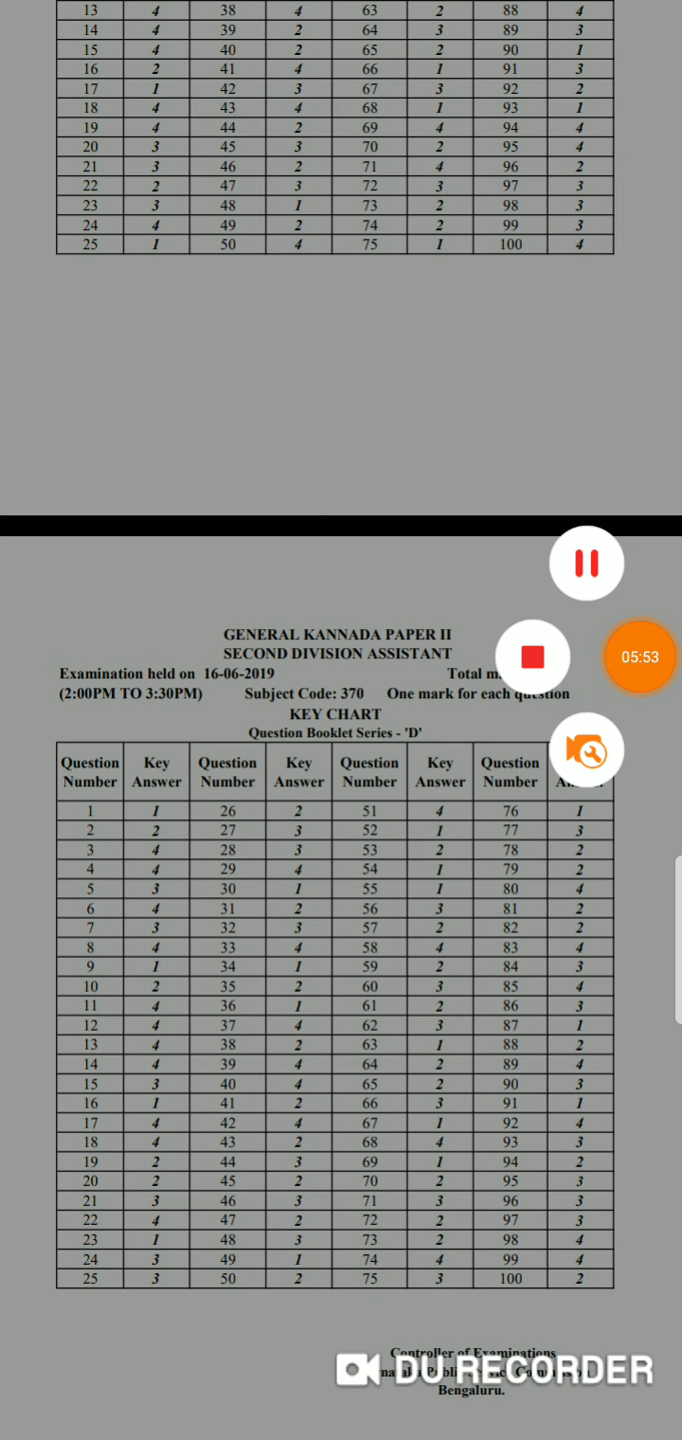 13 4 38 4 63 2 88 4
14 4 39 2 64 3 89 3
15 4 40 2 65 2 90 1
16 2 41 4 66 1 91 3
17 1 42 3 67 3 92 2
18 4 43 4 68 1 93 1
19 4 44 2 69 4 94 4
20 3 45 3 70 2 95 4
21 3 46 2 71 4 96 2
22 2 47 3 72 3 97 3
23 3 48 1 73 2 98 3
24 4 49 2 74 2 99 3
25 1 50 4 75 1 100 4
GENERAL KANNADA PAPER II
SECOND DIVISION ASSISTANT
Examination held on 16-06-2019 Total
05:53
(2:00PM TO 3:30PM) Subject Code: 370 One mark for each question
KEY CHART
Question Booklet Series - 'D'
Question Key Question Key Question Key Question
Number Answer Number Answer Number Answer Number
1 1 26 2 51 4 76 1
2 2 27 3 52 1 77 3
3 4 28 3 53 2 78 2
4 4 29 4 54 1 79 2
5 3 30 1 55 1 80 4
6 4 31 2 56 3 81 2
7 3 32 3 57 2 82 2
8 4 33 4 58 4 83 4
9 1 34 1 59 2 84 3
10 2 35 2 60 3 85 4
11 4 36 1 61 2 86 3
12 4 37 4 62 3 87 1
13 4 38 2 63 1 88 2
14 4 39 4 64 2 89 4
15 3 40 4 65 2 90 3
16 1 41 2 66 3 91 1
17 4 42 4 67 1 92 4
18 4 43 2 68 4 93 3
19 2 44 3 69 1 94 2
20 2 45 2 70 2 95 3
21 3 46 3 71 3 96 3
22 4 47 2 72 2 97 3
23 1 48 3 73 2 98 4
24 3 49 1 74 4 99 4
25 3 50 2 75 3 100 2
Controller of Examinations
DU RECORDER
Bengaluru.